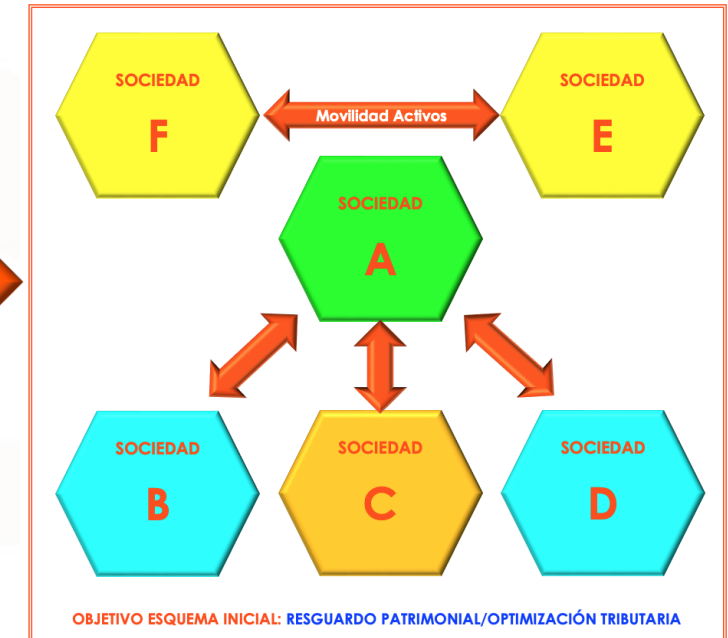 SOCIEDAD
F
Movilidad Activos
SOCIEDAD
E
SOCIEDAD
A
SOCIEDAD
B
SOCIEDAD
C
SOCIEDAD
D
OBJETIVO ESQUEMA INICIAL: RESGUARDO PATRIMONIAL/OPTIMIZACIÓN TRIBUTARIA